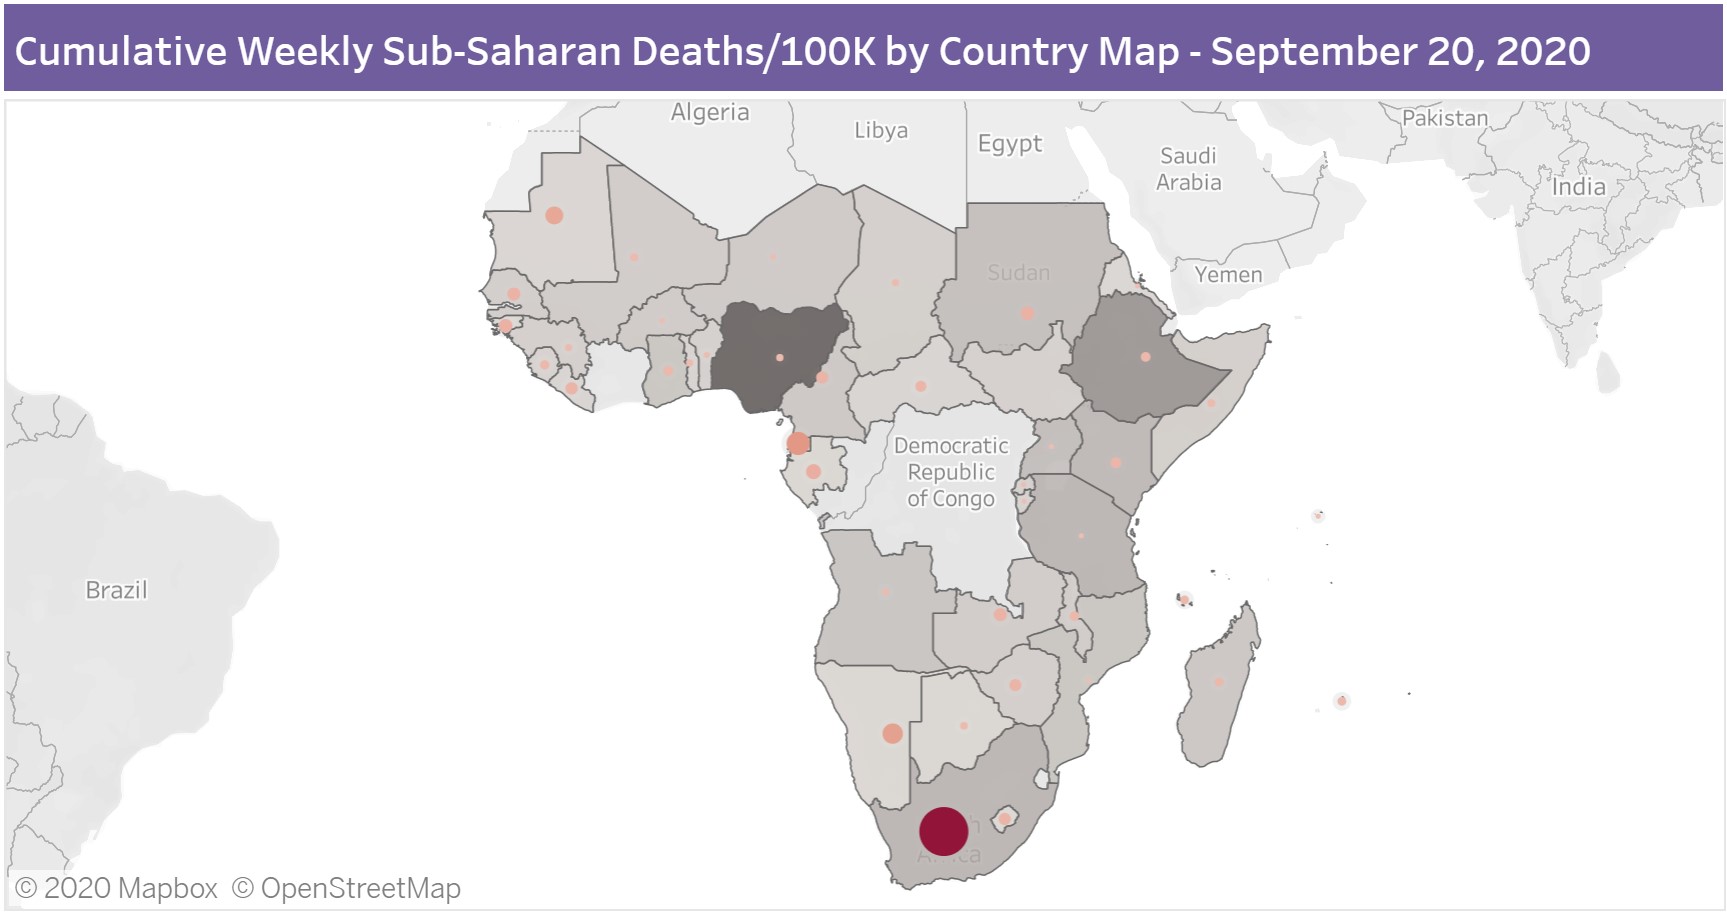 Cumulative Weekly Sub-Saharan Deaths/100K by Country Map - September 20, 2020
Algeria
Libya
Egypt
Saudi
Arabia
Pakistan
India
Yemen
Sudan
Democratic
Republic
of Congo
Brazil
© 2020 Mapbox © OpenStreetMap